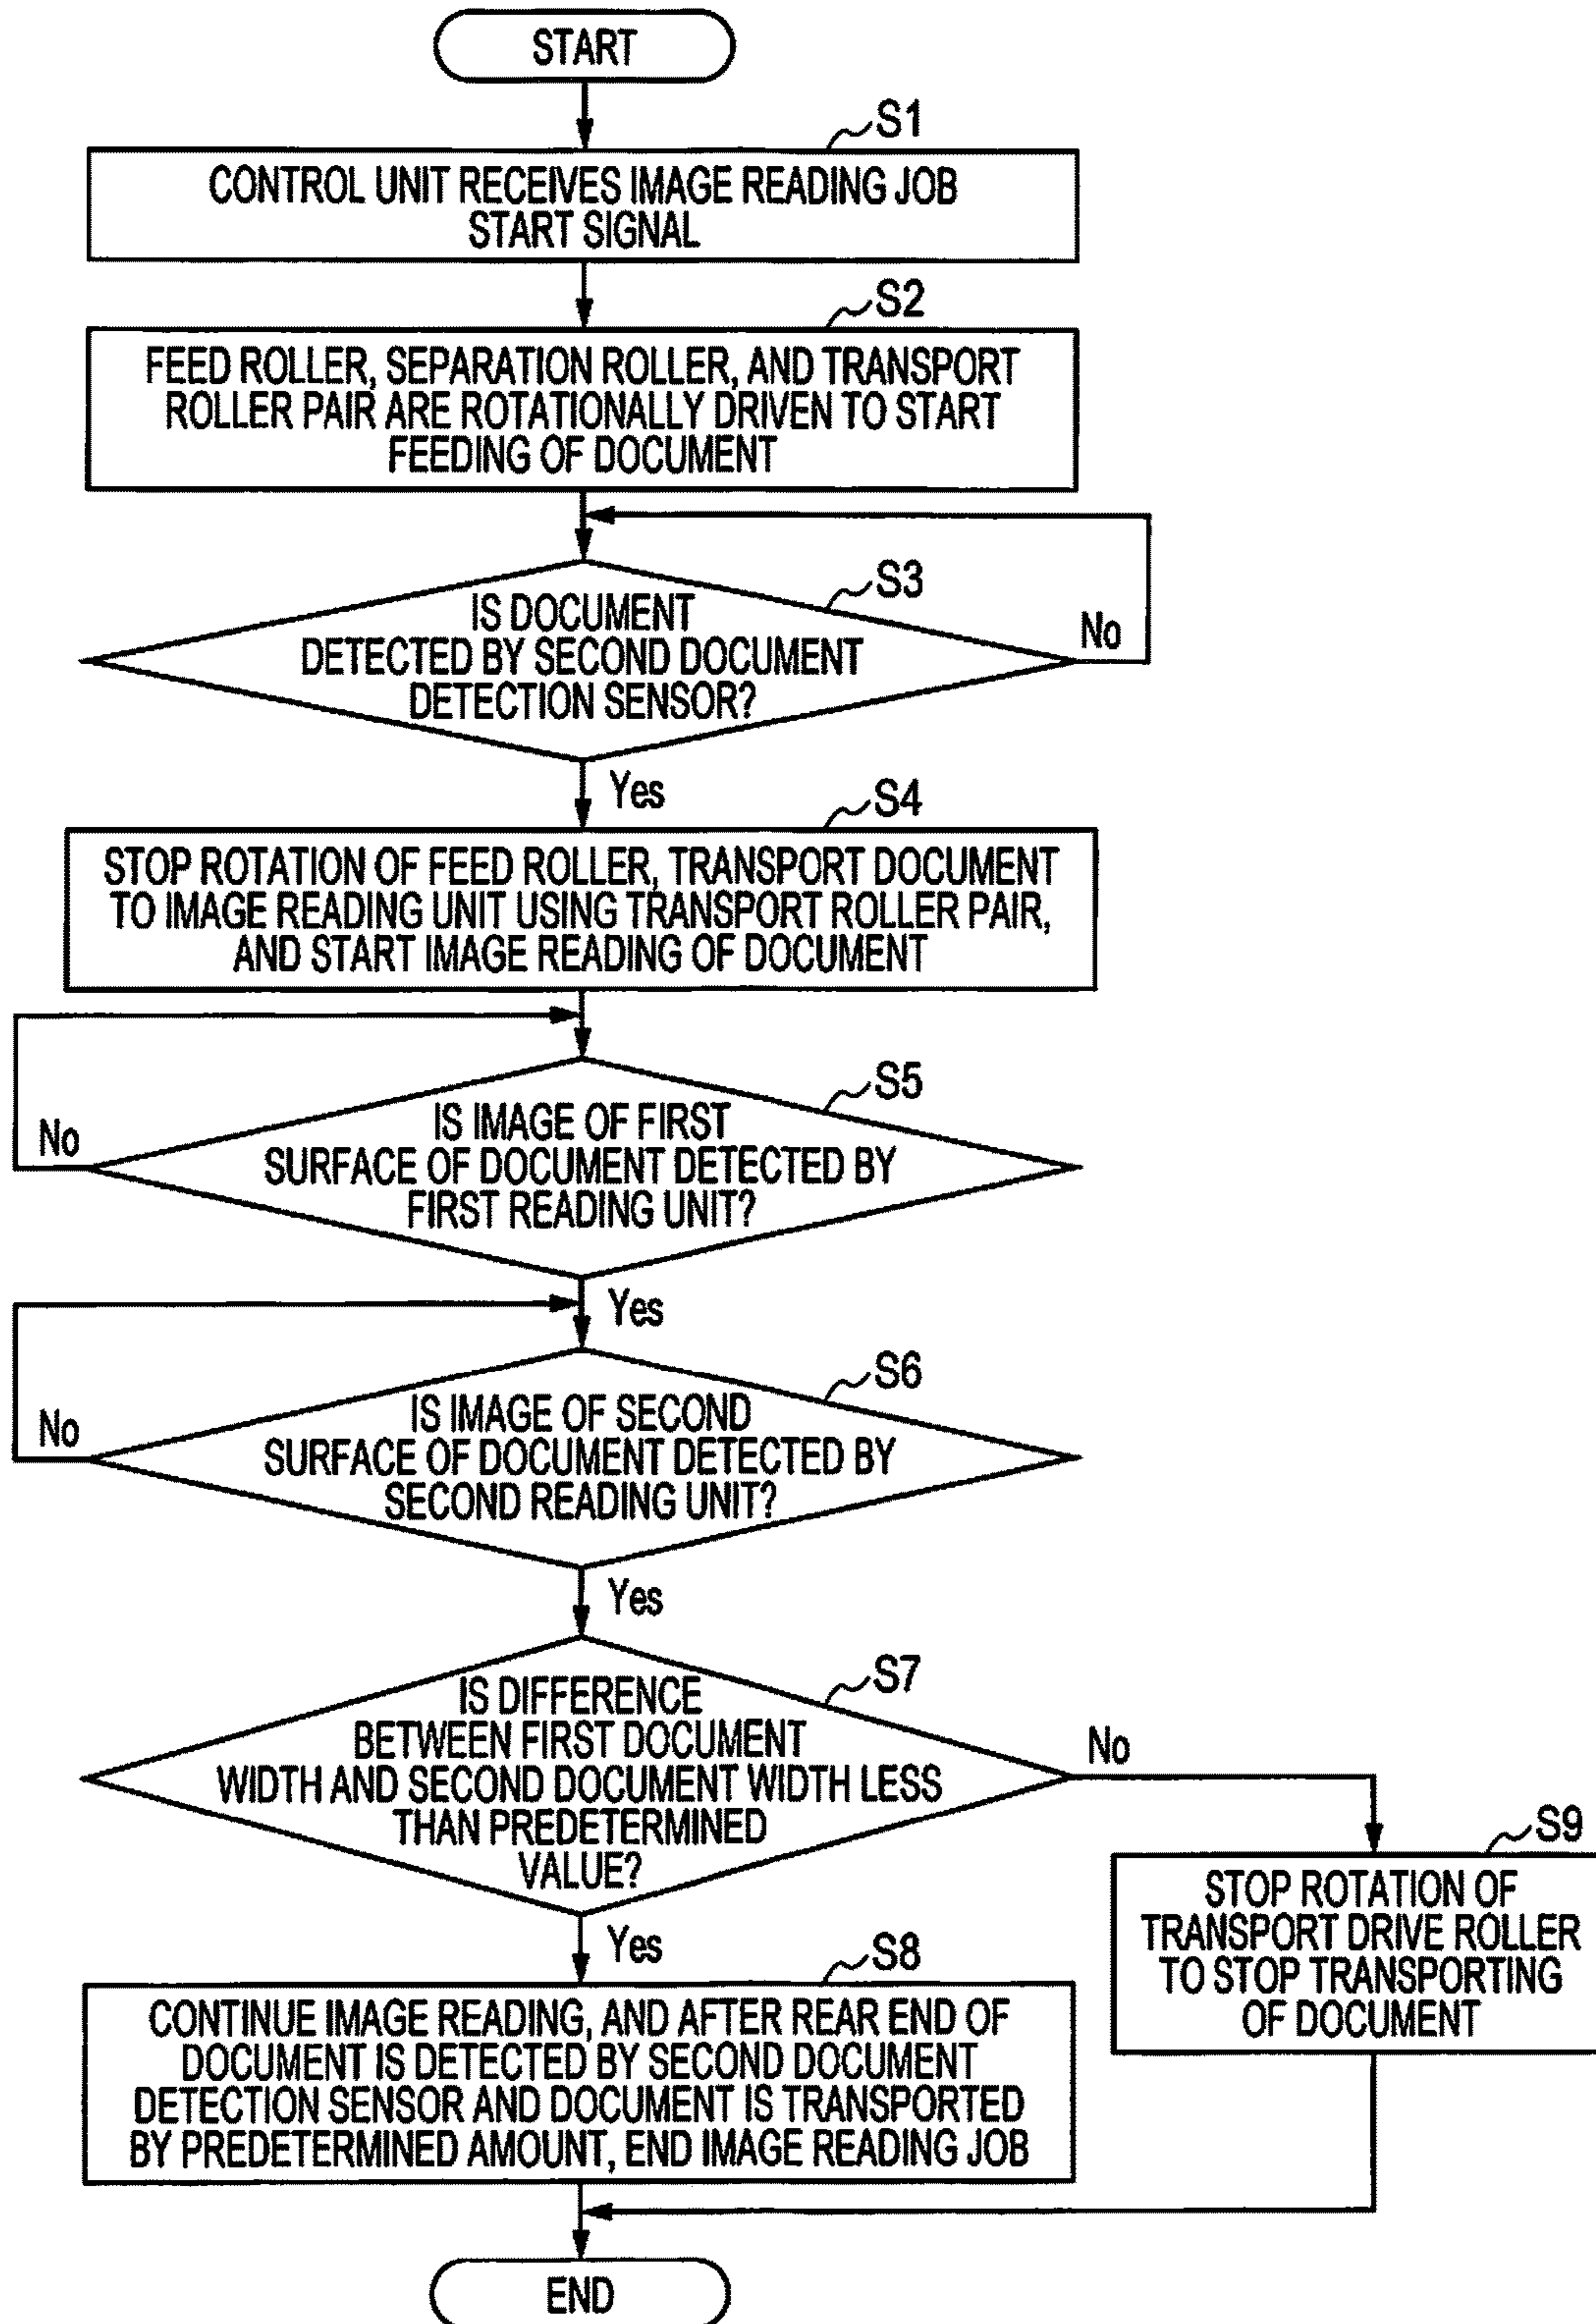 START
S1
CONTROL UNIT RECEIVES IMAGE READING JOB
START SIGNAL
S2
FEED ROLLER, SEPARATION ROLLER, AND TRANSPORT
ROLLER PAIR ARE ROTATIONALLY DRIVEN TO START
FEEDING OF DOCUMENT
S3
IS DOCUMENT
DETECTED BY SECOND DOCUMENT
DETECTION SENSOR?
No
Yes
S4
STOP ROTATION OF FEED ROLLER, TRANSPORT DOCUMENT
TO IMAGE READING UNIT USING TRANSPORT ROLLER PAIR,
AND START IMAGE READING OF DOCUMENT
S5
IS IMAGE OF FIRST
SURFACE OF DOCUMENT DETECTED BY
FIRST READING UNIT?
No
Yes
S6
IS IMAGE OF SECOND
SURFACE OF DOCUMENT DETECTED BY
SECOND READING UNIT?
No
Yes
S7
IS DIFFERENCE
BETWEEN FIRST DOCUMENT
WIDTH AND SECOND DOCUMENT WIDTH LESS
THAN PREDETERMINED
VALUE?
No
Yes
S9
STOP ROTATION OF
TRANSPORT DRIVE ROLLER
TO STOP TRANSPORTING
OF DOCUMENT
S8
CONTINUE IMAGE READING, AND AFTER REAR END OF
DOCUMENT IS DETECTED BY SECOND DOCUMENT
DETECTION SENSOR AND DOCUMENT IS TRANSPORTED
BY PREDETERMINED AMOUNT, END IMAGE READING JOB
END